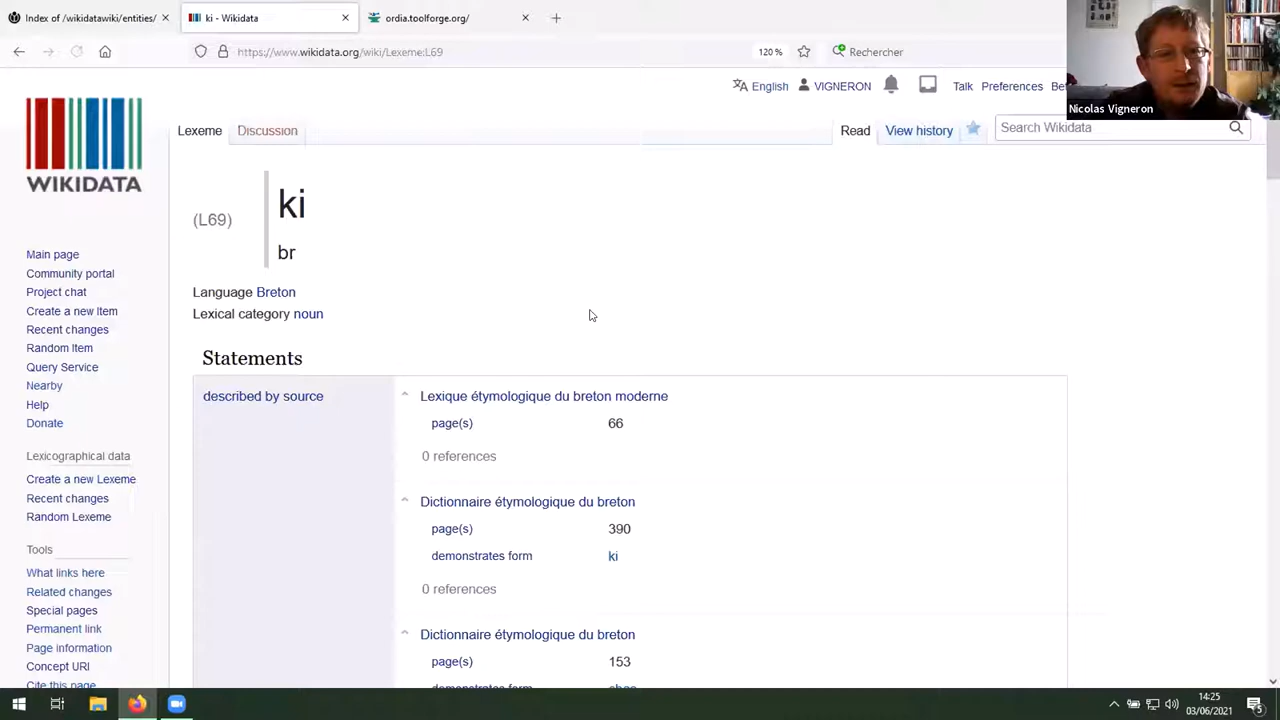 Index of /wikidatawiki/entities/
ki - Wikidata
ordia.toolforge.org/
https://www.wikidata.org/wiki/Lexeme:L69
120 %
Rechercher
Nicolas Vigneron
English
VIGNERON
Talk
Preferences
Lexeme
Discussion
Read
View history
Search Wikidata
WIKIDATA
(L69)
ki
br
Main page
Community portal
Project chat
Create a new Item
Recent changes
Random Item
Query Service
Nearby
Help
Donate
Lexicographical data
Create a new Lexeme
Recent changes
Random Lexeme
Tools
What links here
Related changes
Special pages
Permanent link
Page information
Concept URI
Cite this page
Language Breton
Lexical category noun
Statements
described by source
Lexique étymologique du breton moderne
page(s) 66
0 references
Dictionnaire étymologique du breton
page(s) 390
demonstrates form ki
0 references
Dictionnaire étymologique du breton
page(s) 153
14:25
03/06/2021